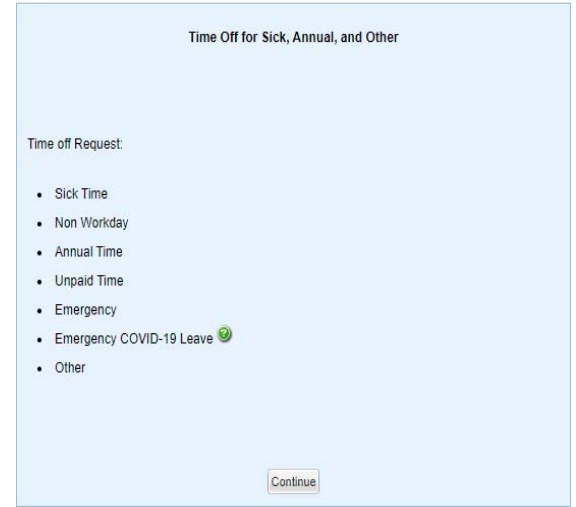 Time Off for Sick, Annual, and Other
Time off Request:
Sick Time
Non Workday
Annual Time
Unpaid Time
Emergency
Emergency COVID-19 Leave ?
Other
Continue